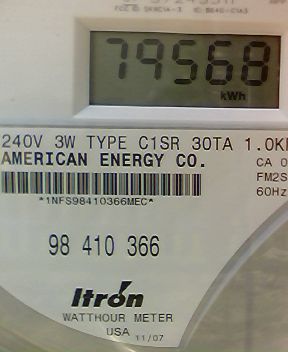 79568
kWh
240V 3W TYPE C1SR 30TA 1.0
AMERICAN ENERGY CO.
CA
FM2S
60Hz
*1NFS98410366MEC*
98 410 366
Itron
WATTHOUR METER
USA 11/07